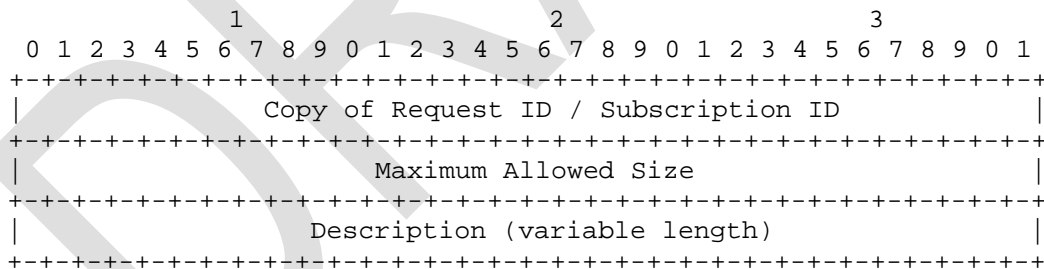 1                   2                   3
 0 1 2 3 4 5 6 7 8 9 0 1 2 3 4 5 6 7 8 9 0 1 2 3 4 5 6 7 8 9 0 1
+-+-+-+-+-+-+-+-+-+-+-+-+-+-+-+-+-+-+-+-+-+-+-+-+-+-+-+-+-+-+-+-+
|               Copy of Request ID / Subscription ID            |
+-+-+-+-+-+-+-+-+-+-+-+-+-+-+-+-+-+-+-+-+-+-+-+-+-+-+-+-+-+-+-+-+
|                      Maximum Allowed Size                     |
+-+-+-+-+-+-+-+-+-+-+-+-+-+-+-+-+-+-+-+-+-+-+-+-+-+-+-+-+-+-+-+-+
|                  Description (variable length)                |
+-+-+-+-+-+-+-+-+-+-+-+-+-+-+-+-+-+-+-+-+-+-+-+-+-+-+-+-+-+-+-+-+